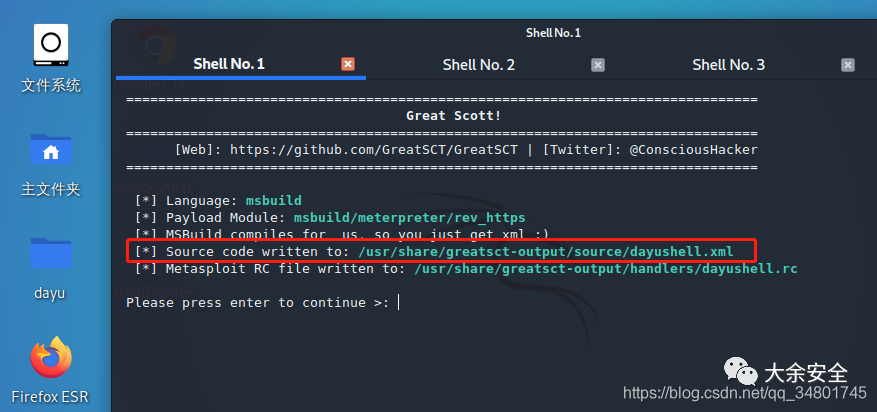 Shell No. 1
Shell No. 1
Shell No. 2
Shell No. 3
文件系统
主文件夹
dayu
Firefox ESR
================================================================================
Great Scott!
================================================================================
[Web]: https://github.com/GreatSCT/GreatSCT | [Twitter]: @ConsciousHacker
================================================================================
[*] Language: msbuild
[*] Payload Module: msbuild/meterpreter/rev_https
[*] MSBuild compiles for us, so you just get xml :)
[*] Source code written to: /usr/share/greatsct-output/source/dayushell.xml
[*] Metasploit RC file written to: /usr/share/greatsct-output/handlers/dayushell.rc
Please press enter to continue >:
大余安全
https://blog.csdn.net/qq_34801745